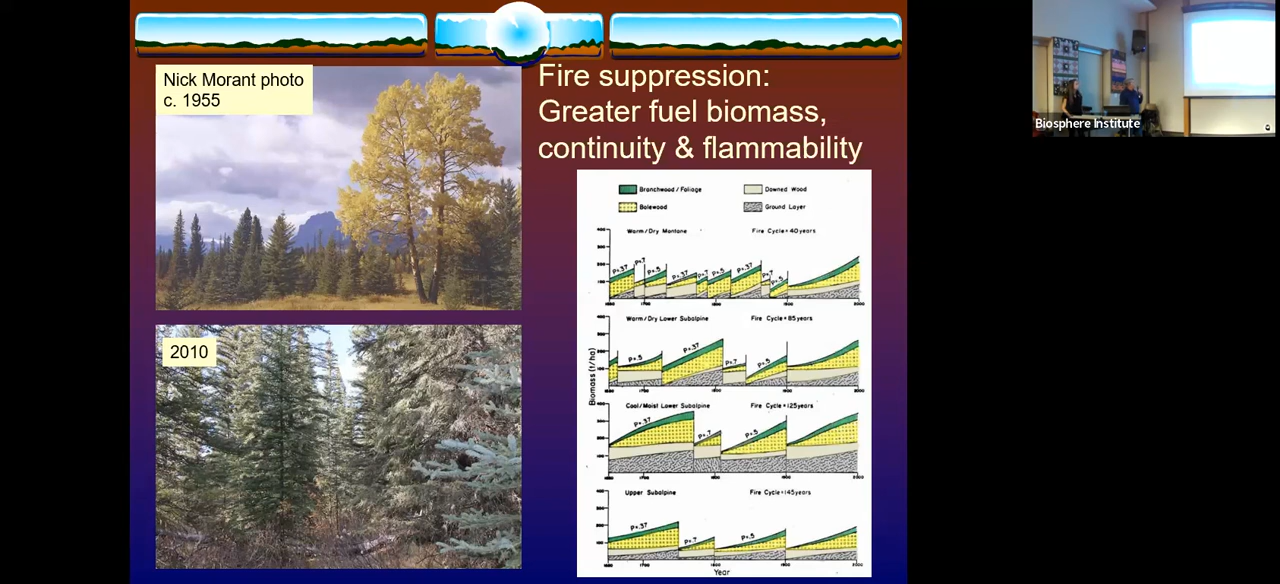 Nick Morant photo
c. 1955
Fire suppression:
Greater fuel biomass,
continuity & flammability
2010
Branchwood / Foliage
Downed Wood
Bolewood
Ground Layer
Warm/Dry Montane
Fire Cycle = 40 years
Warm/Dry Lower Subalpine
Fire Cycle = 85 years
Cool/Moist Lower Subalpine
Fire Cycle = 125 years
Upper Subalpine
Fire Cycle = 145 years
Biomass (t/ha)
Year
Biosphere Institute